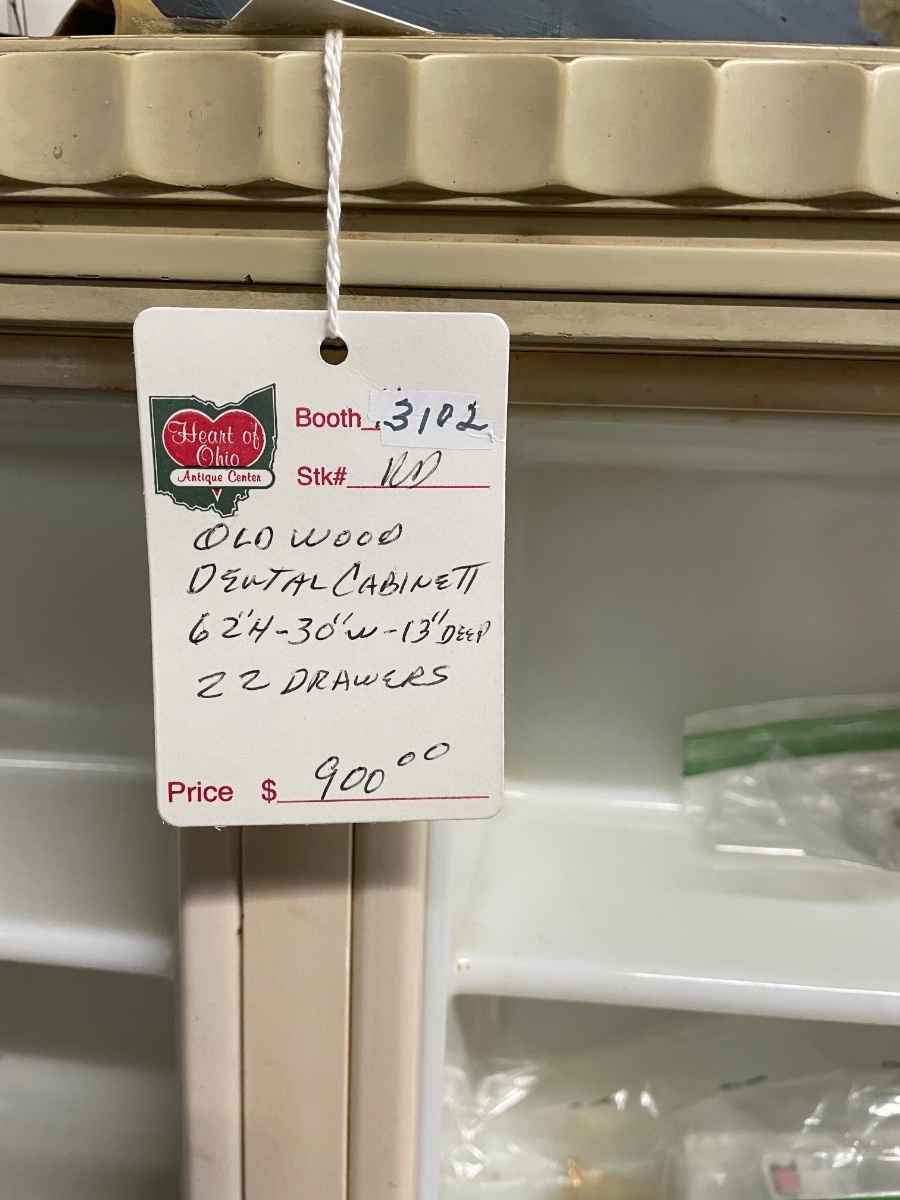 Heart of
Ohio
Antique Center
Booth 3102
Stk# RD
OLD WOOD
DENTAL CABINETT
62"H-30"W-13"DEEP
22 DRAWERS
Price $ 900.00